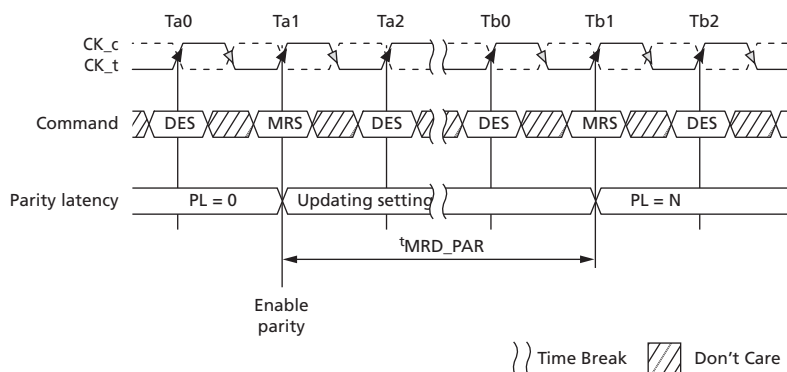 Ta0 Ta1 Ta2 Tb0 Tb1 Tb2
CK_c
CK_t
Command DES MRS DES DES MRS DES
Parity latency PL = 0 Updating setting PL = N
tMRD_PAR
Enable
parity
Time Break Don't Care